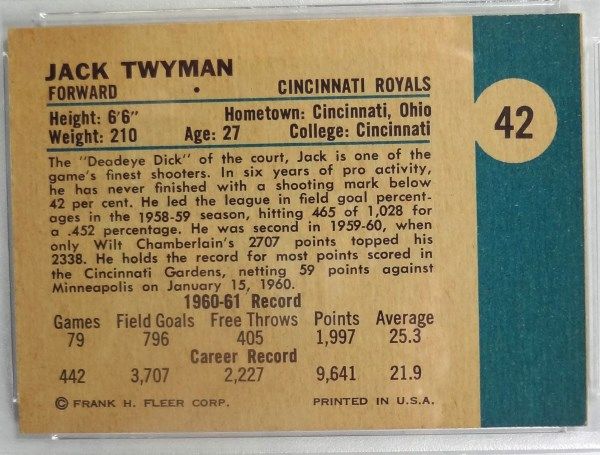 JACK TWYMAN
FORWARD • CINCINNATI ROYALS
Height: 6'6" Hometown: Cincinnati, Ohio
Weight: 210 Age: 27 College: Cincinnati
42
The "Deadeye Dick" of the court, Jack is one of the
game's finest shooters. In six years of pro activity,
he has never finished with a shooting mark below
42 per cent. He led the league in field goal percent-
ages in the 1958-59 season, hitting 465 of 1,028 for
a .452 percentage. He was second in 1959-60, when
only Wilt Chamberlain's 2707 points topped his
2338. He holds the record for most points scored in
the Cincinnati Gardens, netting 59 points against
Minneapolis on January 15, 1960.
1960-61 Record
Games Field Goals Free Throws Points Average
79 796 405 1,997 25.3
Career Record
442 3,707 2,227 9,641 21.9
© FRANK H. FLEER CORP. PRINTED IN U.S.A.